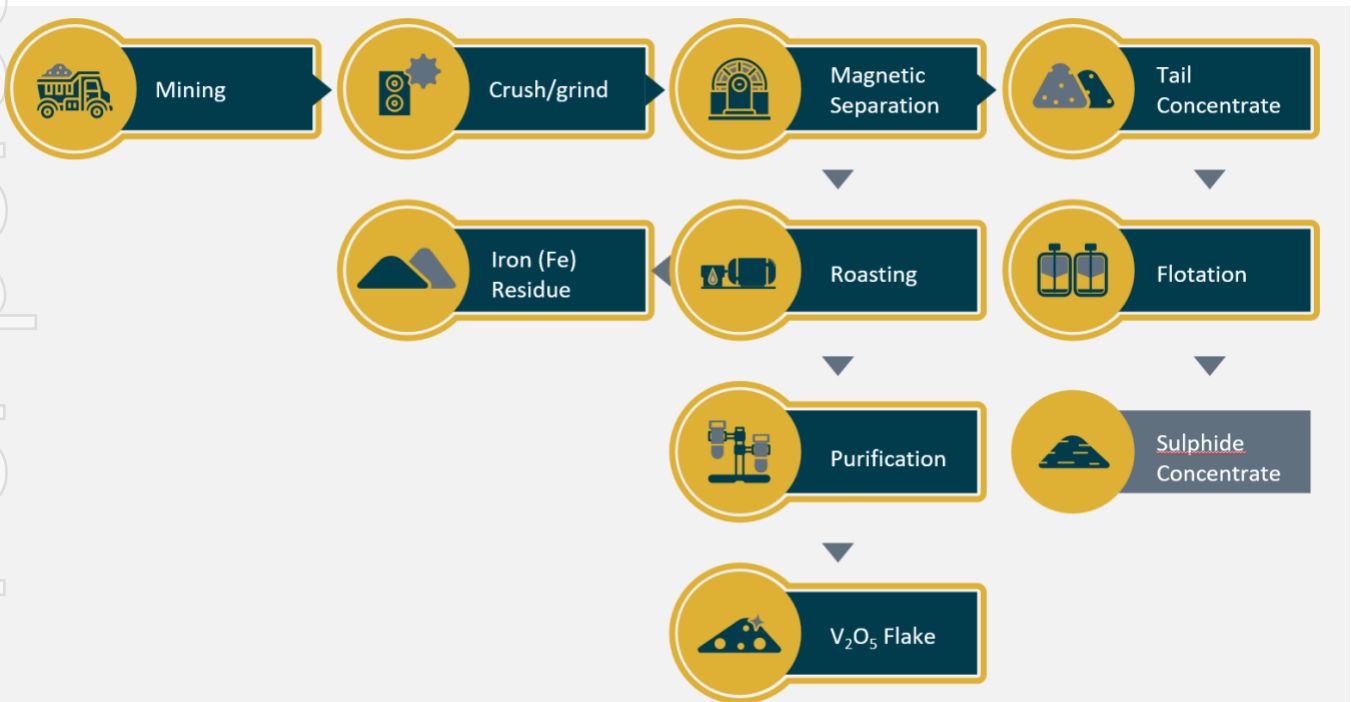 Mining
Crush/grind
Magnetic
Separation
Tail
Concentrate
Iron (Fe)
Residue
Roasting
Flotation
Purification
Sulphide
Concentrate
V₂O₅ Flake